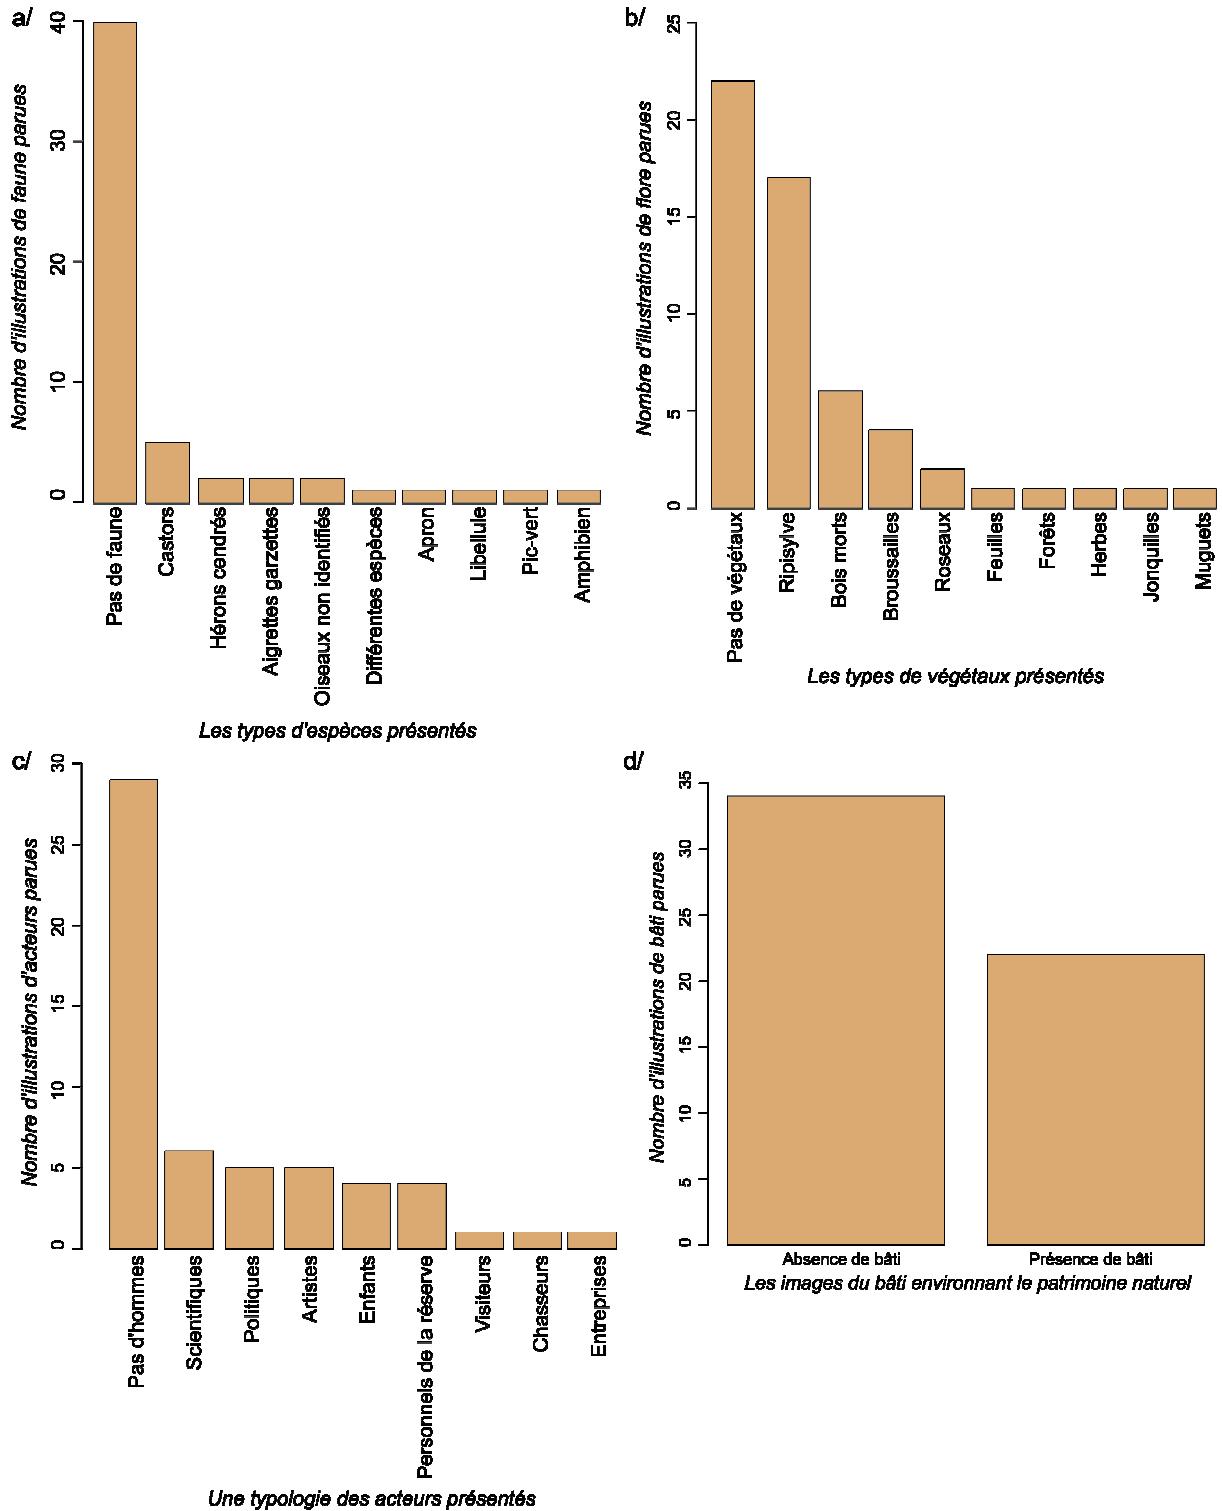 a/
Nombre d'illustrations de faune parues
40
30
20
10
0
Pas de faune
Castors
Hérons cendrés
Aigrettes garzettes
Oiseaux non identifiés
Différentes espèces
Apron
Libellule
Pic-vert
Amphibien
Les types d'espèces présentés
b/
Nombre d'illustrations de flore parues
25
20
15
10
5
0
Pas de végétaux
Ripisylve
Bois morts
Broussailles
Roseaux
Feuilles
Forêts
Herbes
Jonquilles
Muguets
Les types de végétaux présentés
c/
Nombre d'illustrations d'acteurs parues
30
25
20
15
10
5
0
Pas d'hommes
Scientifiques
Politiques
Artistes
Enfants
Personnels de la réserve
Visiteurs
Chasseurs
Entreprises
Une typologie des acteurs présentés
d/
Nombre d'illustrations de bâti parues
35
30
25
20
15
10
5
0
Absence de bâti
Présence de bâti
Les images du bâti environnant le patrimoine naturel